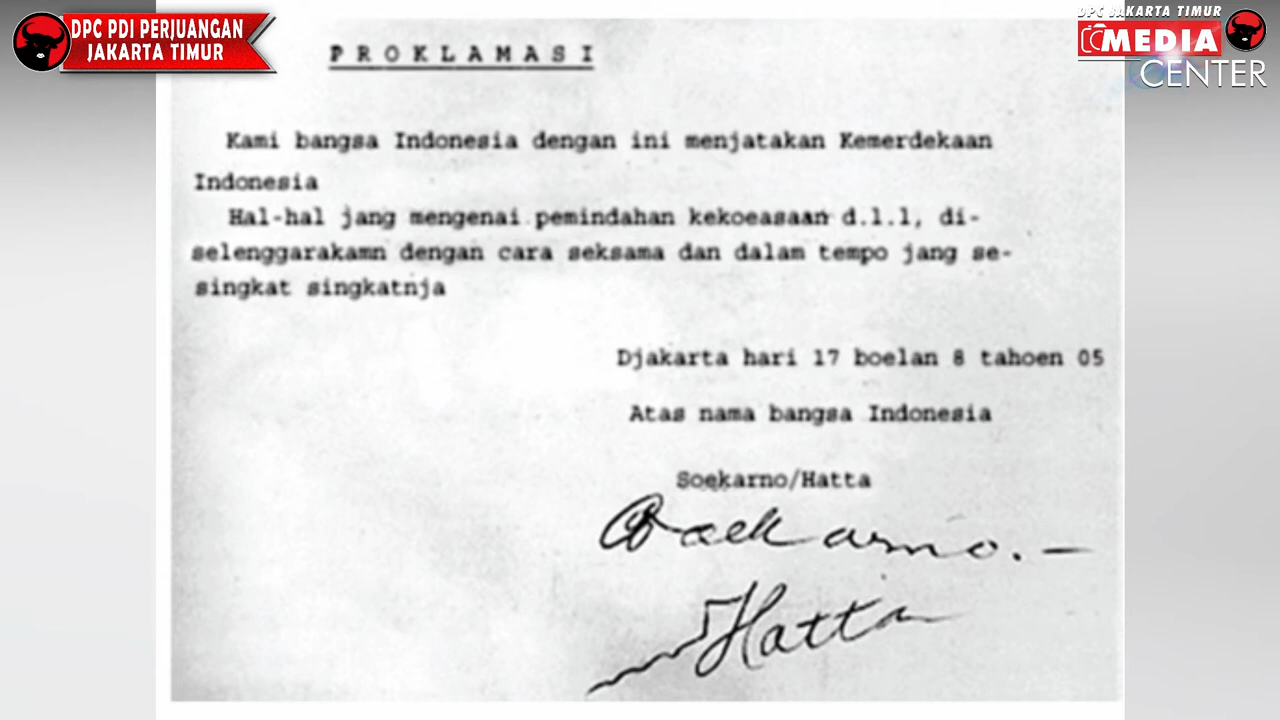 DPC PDI PERJUANGAN
JAKARTA TIMUR
DPC JAKARTA TIMUR
MEDIA
CENTER
PROKLAMASI
Kami bangsa Indonesia dengan ini menjatakan Kemerdekaan
Indonesia
Hal-hal jang mengenai pemindahan kekoeasaan d.l.l, di-
selenggarakamn dengan cara seksama dan dalam tempo jang se-
singkat singkatnja
Djakarta hari 17 boelan 8 tahoen 05
Atas nama bangsa Indonesia
Soekarno/Hatta
Soekarno.—
Hatta